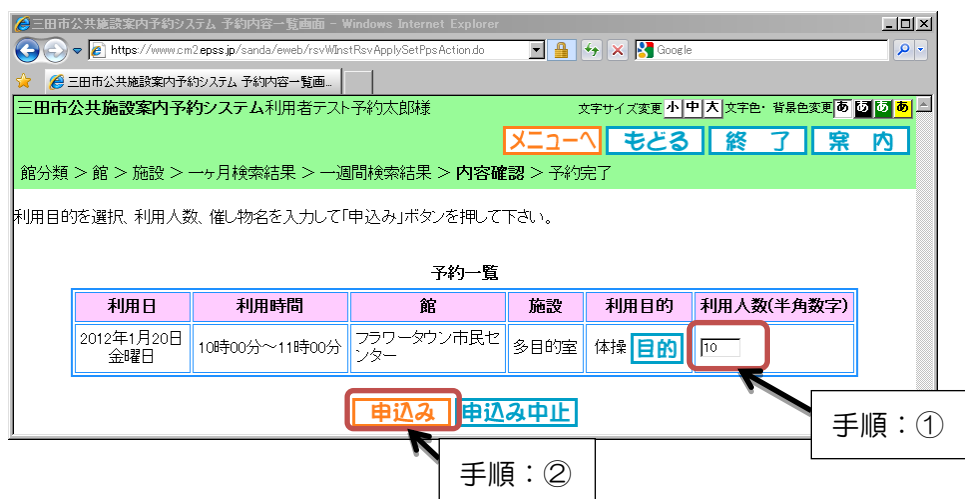 三田市公共施設案内予約システム 予約内容一覧画面 - Windows Internet Explorer
https://www.cm2.epss.jp/sanda/eweb/rsvWInstRsvApplySetPpsAction.do
Google
三田市公共施設案内予約システム 予約内容一覧画...
三田市公共施設案内予約システム利用者テスト予約太郎様 文字サイズ変更 小 中 大 文字色・背景色変更 あ あ あ あ
メニューへ もどる 終了 案内
館分類 > 館 > 施設 > 一ヶ月検索結果 > 一週間検索結果 > 内容確認 > 予約完了
利用目的を選択、利用人数、催し物名を入力して「申込み」ボタンを押して下さい。
予約一覧
利用日 利用時間 館 施設 利用目的 利用人数(半角数字)
2012年1月20日
金曜日
10時00分～11時00分
フラワータウン市民セ
ンター
多目的室
体操 目的
10
申込み 申込み中止
手順：①
手順：②